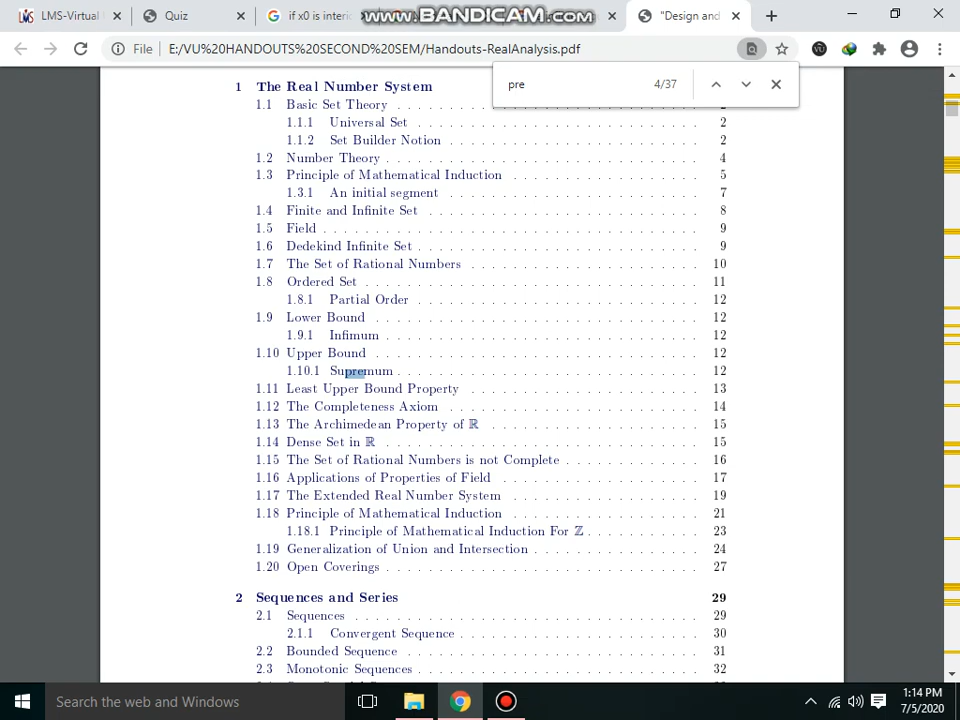 LMS-Virtual
Quiz
if x0 is interi
www.BANDICAM.com
"Design and
File
E:/VU%20HANDOUTS%20SECOND%20SEM/Handouts-RealAnalysis.pdf
pre
4/37
1 The Real Number System
1.1 Basic Set Theory . . . . . . . . . . . . . . . . . . . . 2
1.1.1 Universal Set . . . . . . . . . . . . . . . . . . . . 2
1.1.2 Set Builder Notion . . . . . . . . . . . . . . . . . . . . 2
1.2 Number Theory . . . . . . . . . . . . . . . . . . . . 4
1.3 Principle of Mathematical Induction . . . . . . . . . . . . . . . . . . . . 5
1.3.1 An initial segment . . . . . . . . . . . . . . . . . . . . 7
1.4 Finite and Infinite Set . . . . . . . . . . . . . . . . . . . . 8
1.5 Field . . . . . . . . . . . . . . . . . . . . 9
1.6 Dedekind Infinite Set . . . . . . . . . . . . . . . . . . . . 9
1.7 The Set of Rational Numbers . . . . . . . . . . . . . . . . . . . . 10
1.8 Ordered Set . . . . . . . . . . . . . . . . . . . . 11
1.8.1 Partial Order . . . . . . . . . . . . . . . . . . . . 12
1.9 Lower Bound . . . . . . . . . . . . . . . . . . . . 12
1.9.1 Infimum . . . . . . . . . . . . . . . . . . . . 12
1.10 Upper Bound . . . . . . . . . . . . . . . . . . . . 12
1.10.1 Supremum . . . . . . . . . . . . . . . . . . . . 12
1.11 Least Upper Bound Property . . . . . . . . . . . . . . . . . . . . 13
1.12 The Completeness Axiom . . . . . . . . . . . . . . . . . . . . 14
1.13 The Archimedean Property of ℝ . . . . . . . . . . . . . . . . . . . . 15
1.14 Dense Set in ℝ . . . . . . . . . . . . . . . . . . . . 15
1.15 The Set of Rational Numbers is not Complete . . . . . . . . . . . . 16
1.16 Applications of Properties of Field . . . . . . . . . . . . . . . . 17
1.17 The Extended Real Number System . . . . . . . . . . . . . . . . 19
1.18 Principle of Mathematical Induction . . . . . . . . . . . . . . . . 21
1.18.1 Principle of Mathematical Induction For ℤ . . . . . . . . . . 23
1.19 Generalization of Union and Intersection . . . . . . . . . . . . . . 24
1.20 Open Coverings . . . . . . . . . . . . . . . . . . . . 27
2 Sequences and Series 29
2.1 Sequences . . . . . . . . . . . . . . . . . . . . 29
2.1.1 Convergent Sequence . . . . . . . . . . . . . . . . . . . . 30
2.2 Bounded Sequence . . . . . . . . . . . . . . . . . . . . 31
2.3 Monotonic Sequences . . . . . . . . . . . . . . . . . . . . 32
Search the web and Windows
1:14 PM
7/5/2020